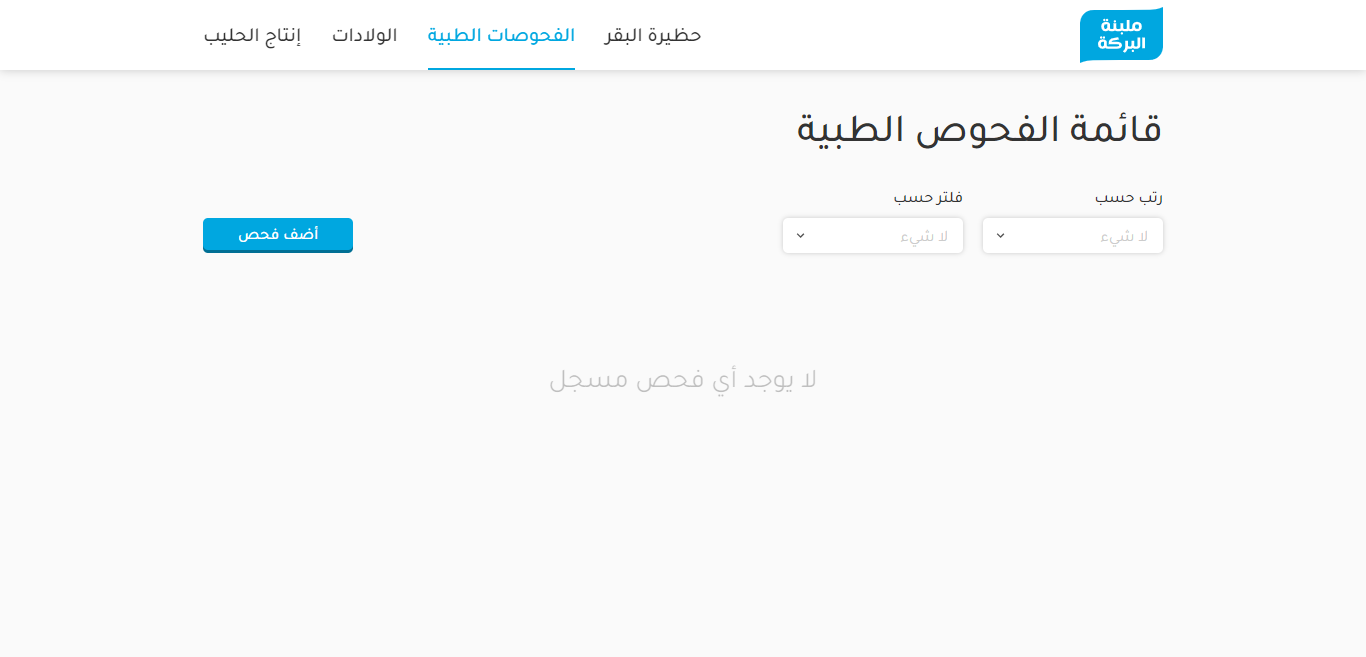 ملبنة
البركة
حظيرة البقر
الفحوصات الطبية
الولادات
إنتاج الحليب
قائمة الفحوص الطبية
رتب حسب
فلتر حسب
لا شيء
لا شيء
أضف فحص
لا يوجد أي فحص مسجل